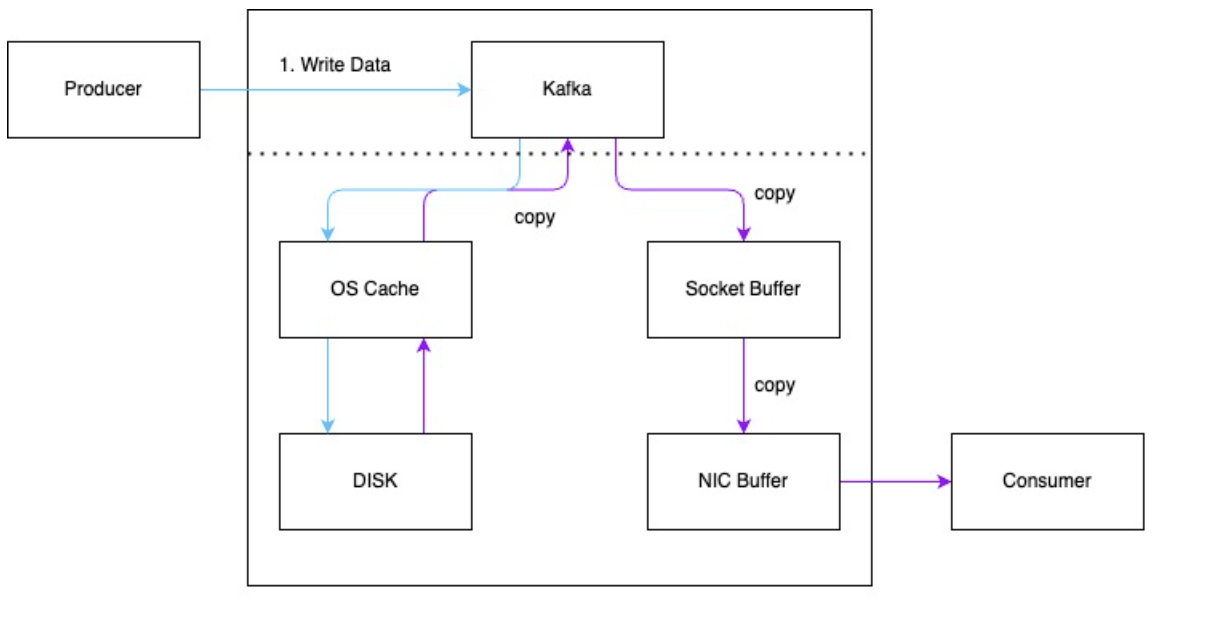 Producer
1. Write Data
Kafka
copy
copy
OS Cache
Socket Buffer
copy
DISK
NIC Buffer
Consumer